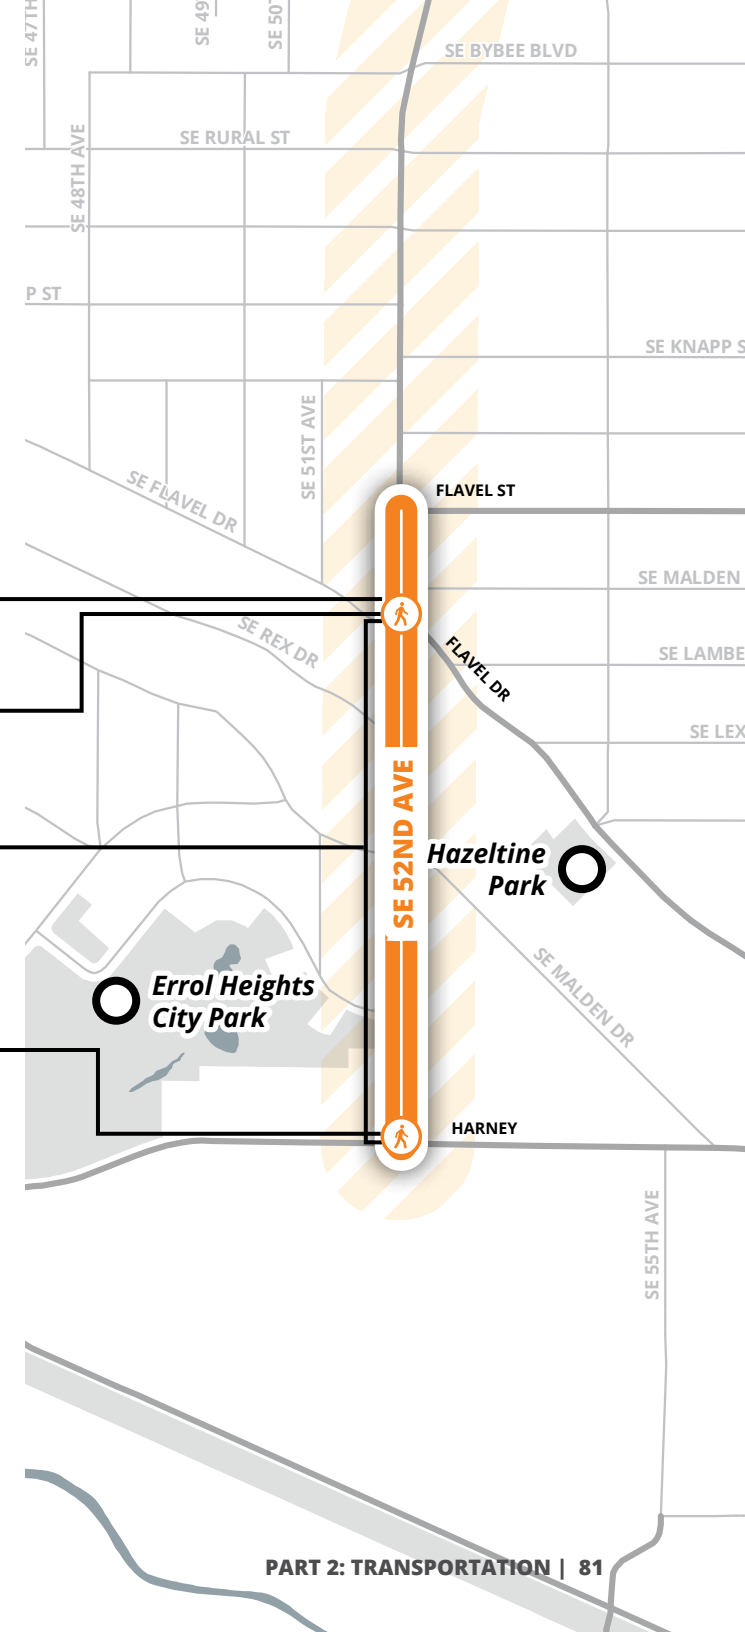 SE 47TH
SE 49
SE 50T
SE BYBEE BLVD
SE RURAL ST
SE 48TH AVE
P ST
SE KNAPP S
SE 51ST AVE
SE FLAVEL DR
FLAVEL ST
SE MALDEN
SE REX DR
FLAVEL DR
SE LAMBE
SE LEX
SE 52ND AVE
Hazeltine
Park
SE MALDEN DR
Errol Heights
City Park
HARNEY
SE 55TH AVE
PART 2: TRANSPORTATION | 81